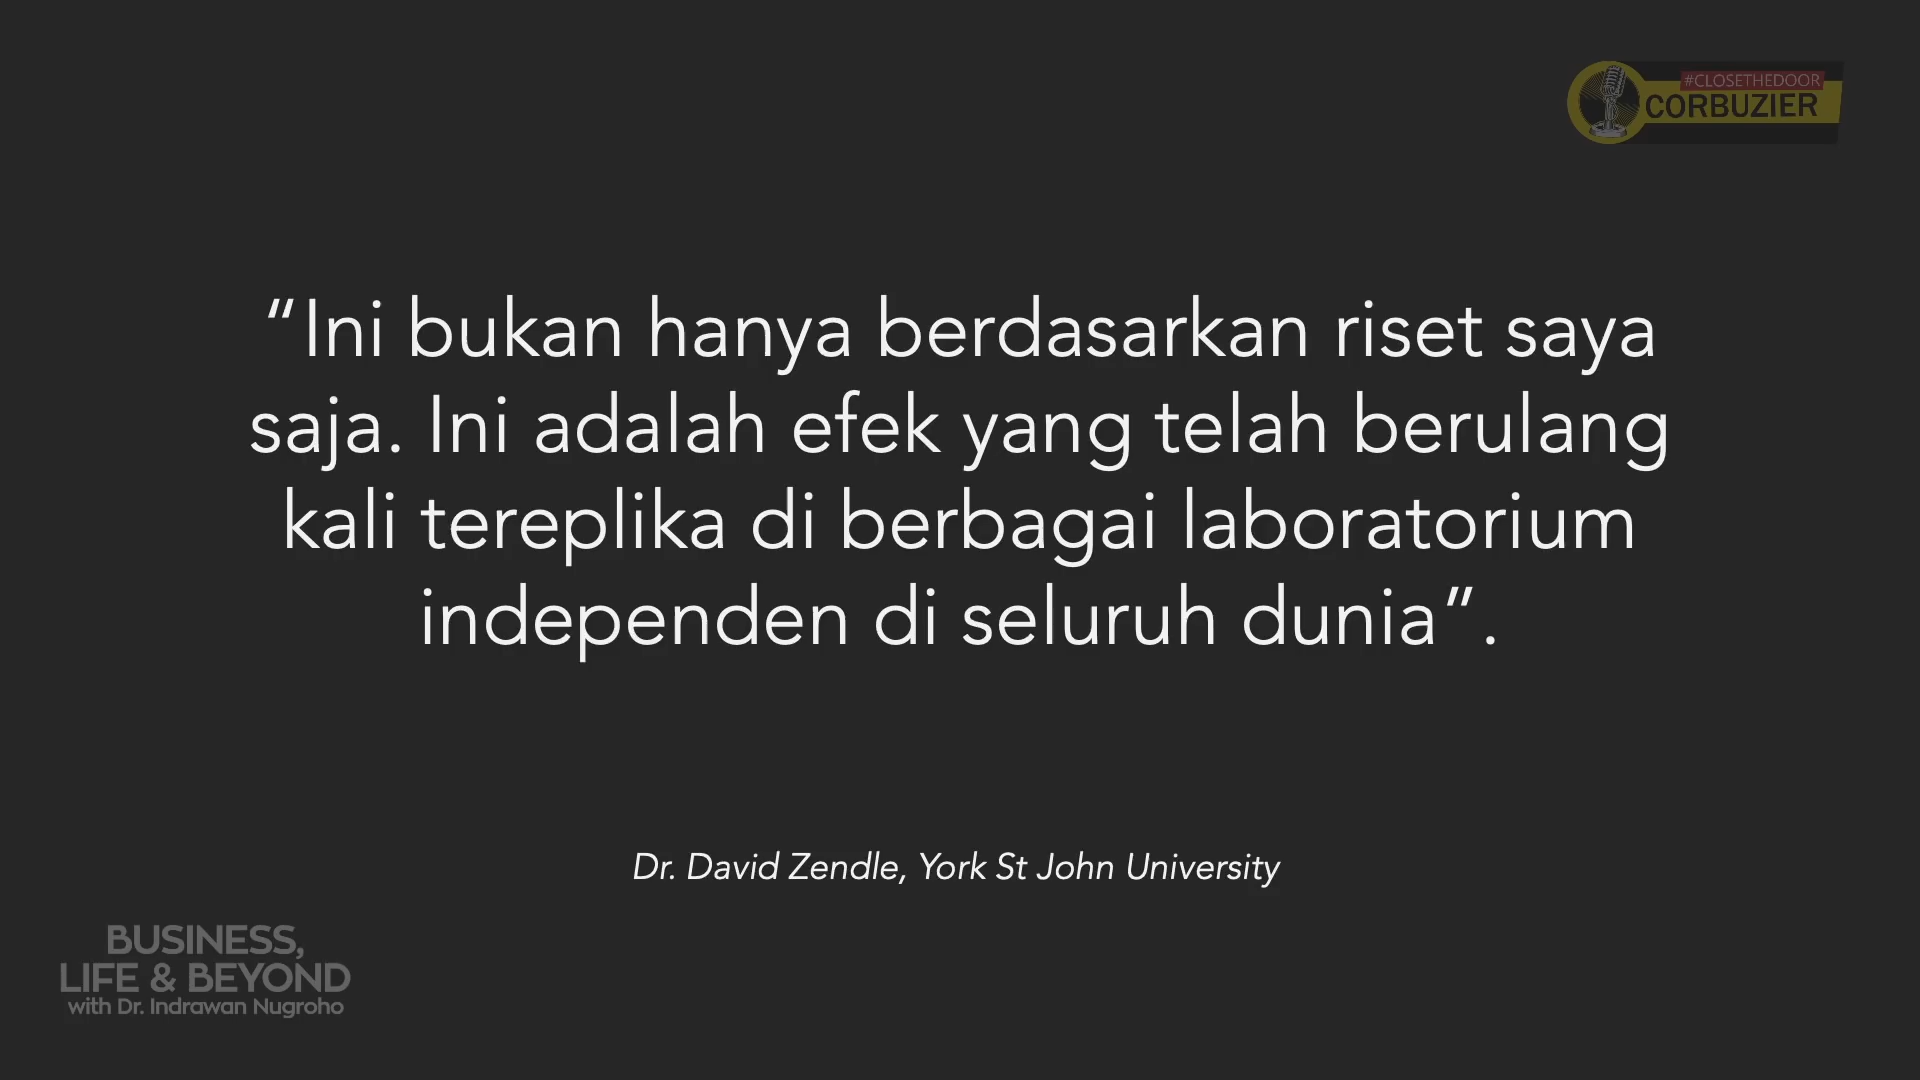 #CLOSETHEDOOR
CORBUZIER
“Ini bukan hanya berdasarkan riset saya
saja. Ini adalah efek yang telah berulang
kali tereplika di berbagai laboratorium
independen di seluruh dunia”.
Dr. David Zendle, York St John University
BUSINESS,
LIFE & BEYOND
with Dr. Indrawan Nugroho